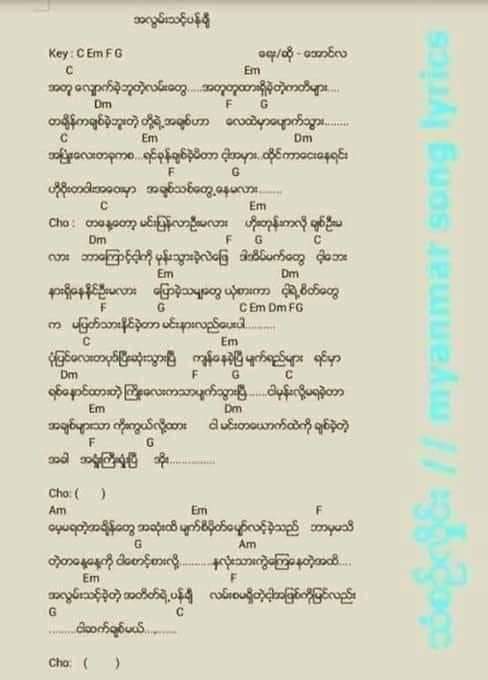 အလွမ်းသင့်ပန်ချီ
Key : C Em F G ရေး/ဆို - အောင်လ
C Em
အတူ လျှောက်ခဲ့ဘူတဲ့လမ်းတွေ.....အတူတူထားရှိခဲ့တဲ့ကတိများ....
Dm F G
တချိန်ကချစ်ခဲ့ဘူးတဲ့ တို့ရဲ့အချစ်ဟာ လေထဲမှာပျောက်သွား........
C Em Dm
အပြုံးလေးတခုကစ...ရင်ခုန်ချစ်ခဲ့မိတာ ငါ့အမှား..ထိုင်ကာငေးနေရင်း
F G
ဟိုဝိုးတဝါးအဝေးမှာ အချစ်သစ်တွေ့နေမလား.......
C Em
Cho : တနေ့တော့ မင်းပြန်လာဦးမလား ဟိုးတုန်းကလို ချစ်ဦးမ
Dm F G C
လား ဘာကြောင့်ငါ့ကို မုန်းသွားခဲ့လဲဖြေ ဒါအိမ်မက်တွေ ငါ့ဘေး
Em Dm
နားရှိနေနိုင်ဦးမလား ပြောခဲ့သမျှတွေ ယုံစားကာ ငါ့ရဲ့စိတ်တွေ
F G C Em Dm FG
က မပြတ်သားနိုင်ခဲ့တာ မင်းနားလည်ပေးပါ..........
C Em
ပုံပြင်လေးတပုဒ်ပြီးဆုံးသွားပြီ ကျန်နေခဲ့ပြီ မျက်ရည်များ ရင်မှာ
Dm F G C
ရစ်နှောင်ထားတဲ့ ကြိုးလေးကသာပျက်သွားပြီ......ငါမုန်းလို့မရခဲ့တာ
Em Dm
အချစ်များသာ ကိုးကွယ်လို့ထား ငါ မင်းတယောက်ထဲကို ချစ်ခဲ့တဲ့
F G
အခါ အရှုံးကြီးရှုံးပြီ အိုး...............
Cho: ( )
Am Em F
မေ့မရတဲ့အချိန်တွေ အဆုံးထိ မျက်စိမှိတ်ပျော်လင့်ခဲ့သည် ဘာမှမသိ
G Am
တဲ့တနေ့နေ့ကို ငါစောင့်စားလို့...........နှလုံးသားကွဲကြေနေတဲ့အထိ....
Em F
အလွမ်းသင့်ခဲ့တဲ့ အတိတ်ရဲ့ပန်ချီ လမ်းစမရှိတဲ့ငါ့အဖြစ်ကိုမြင်လည်း
G C
........ငါဆက်ချစ်မယ်...,......
Cho: ( )
သံစဉ်လှိုင်း // myanmar song lyrics